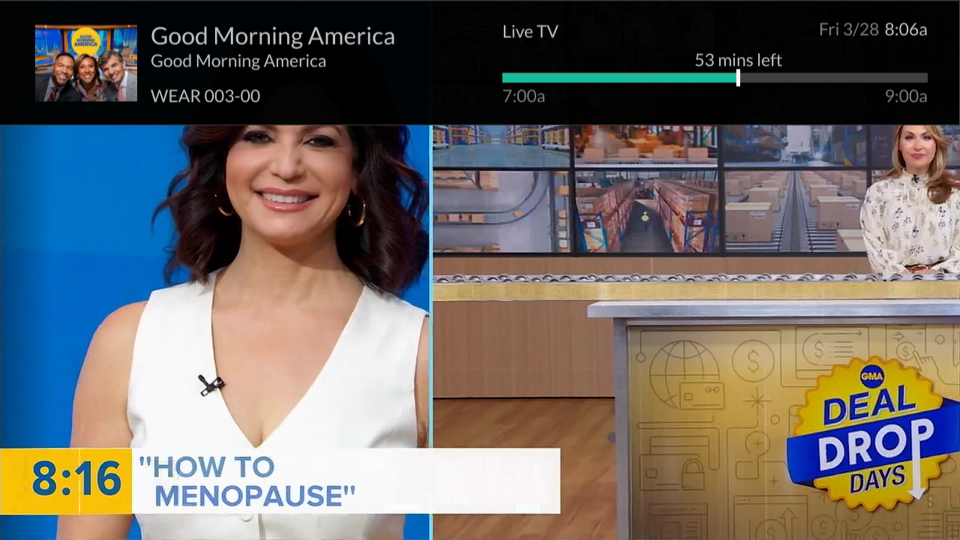 Good Morning America
Good Morning America
WEAR 003-00
Live TV
Fri 3/28 8:06a
53 mins left
7:00a
9:00a
8:16
"HOW TO
MENOPAUSE"
GMA
DEAL
DROP
DAYS